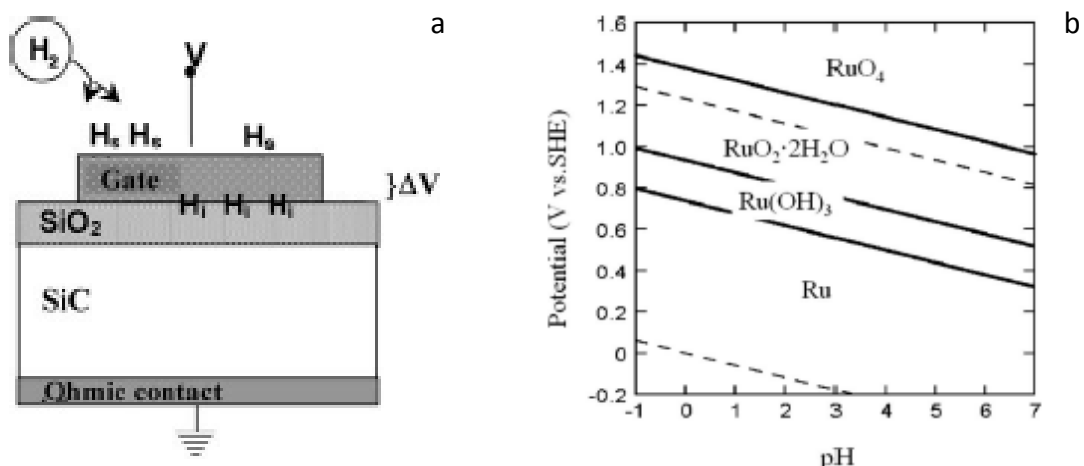 a
H₂
V
Hₛ Hₛ Hₛ
Gate
}ΔV
Hᵢ Hᵢ Hᵢ
SiO₂
SiC
Ohmic contact
b
Potential (V vs.SHE)
1.4
1.2
1.0
0.8
0.6
0.4
0.2
0
-0.2
RuO₄
RuO₂·2H₂O
Ru(OH)₃
Ru
-1 0 1 2 3 4 5 6 7
pH